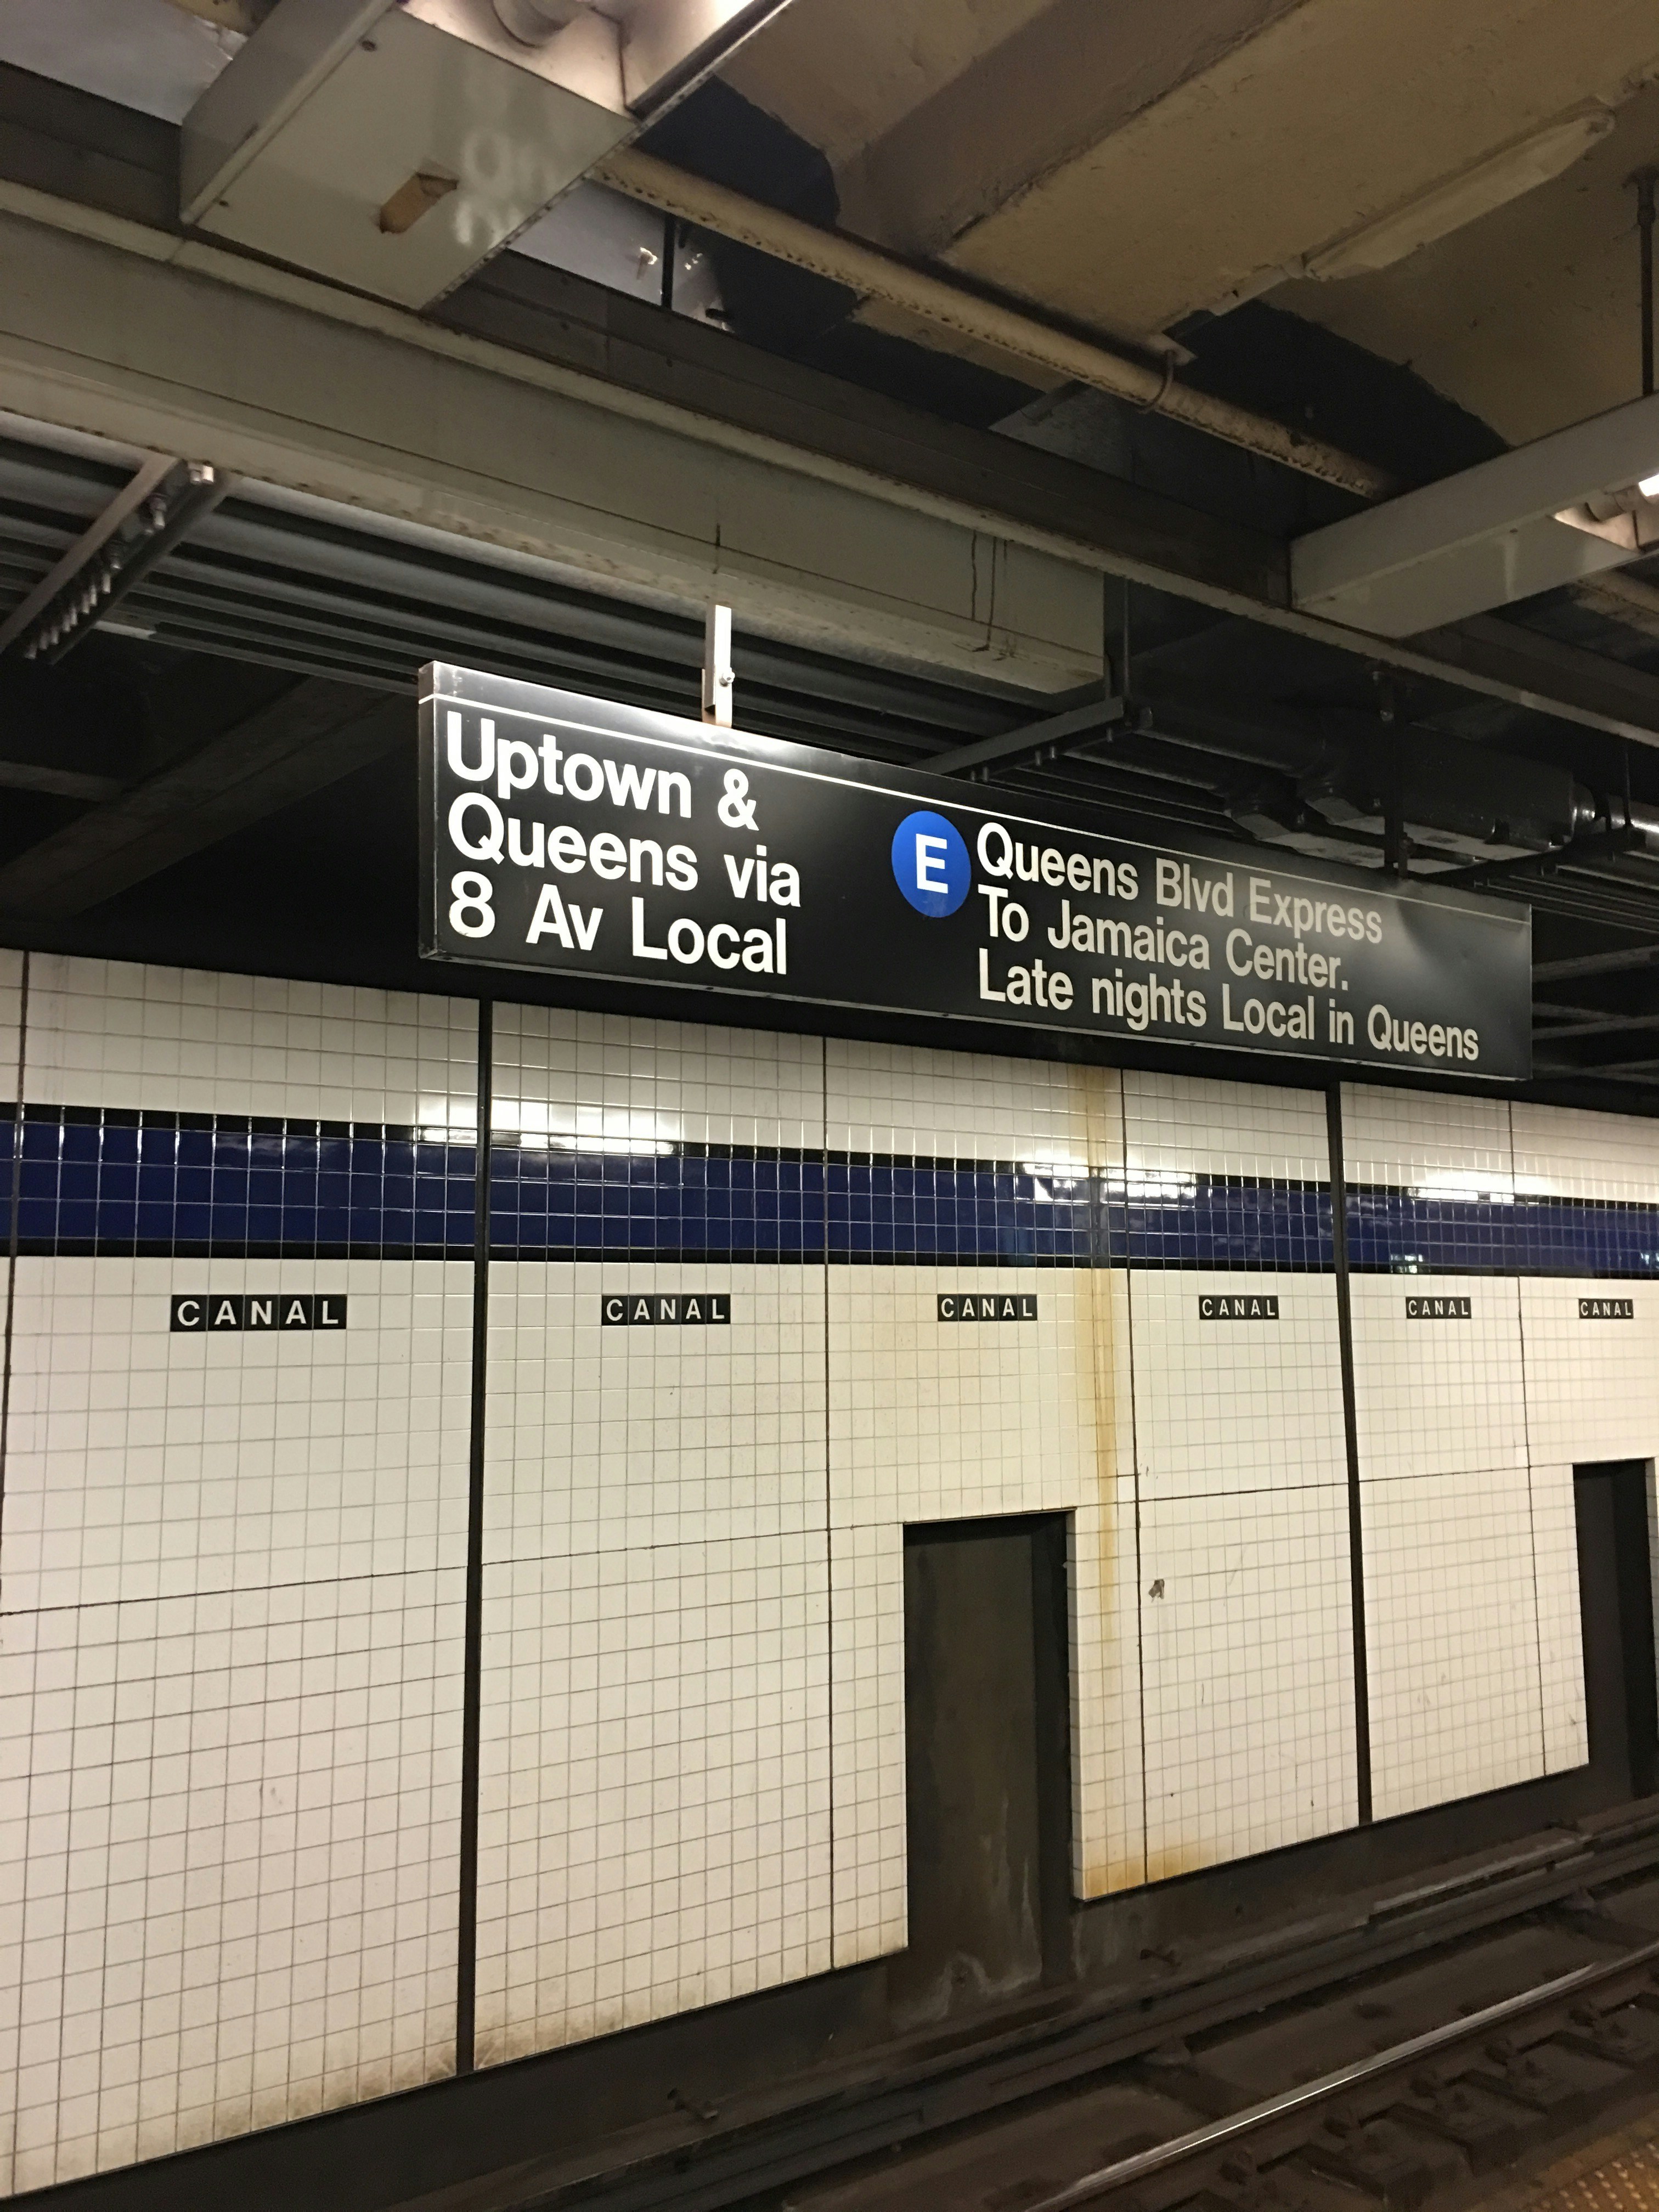 Uptown &
Queens via
8 Av Local
E
Queens Blvd Express
To Jamaica Center.
Late nights Local in Queens
CANAL
CANAL
CANAL
CANAL
CANAL
CANAL